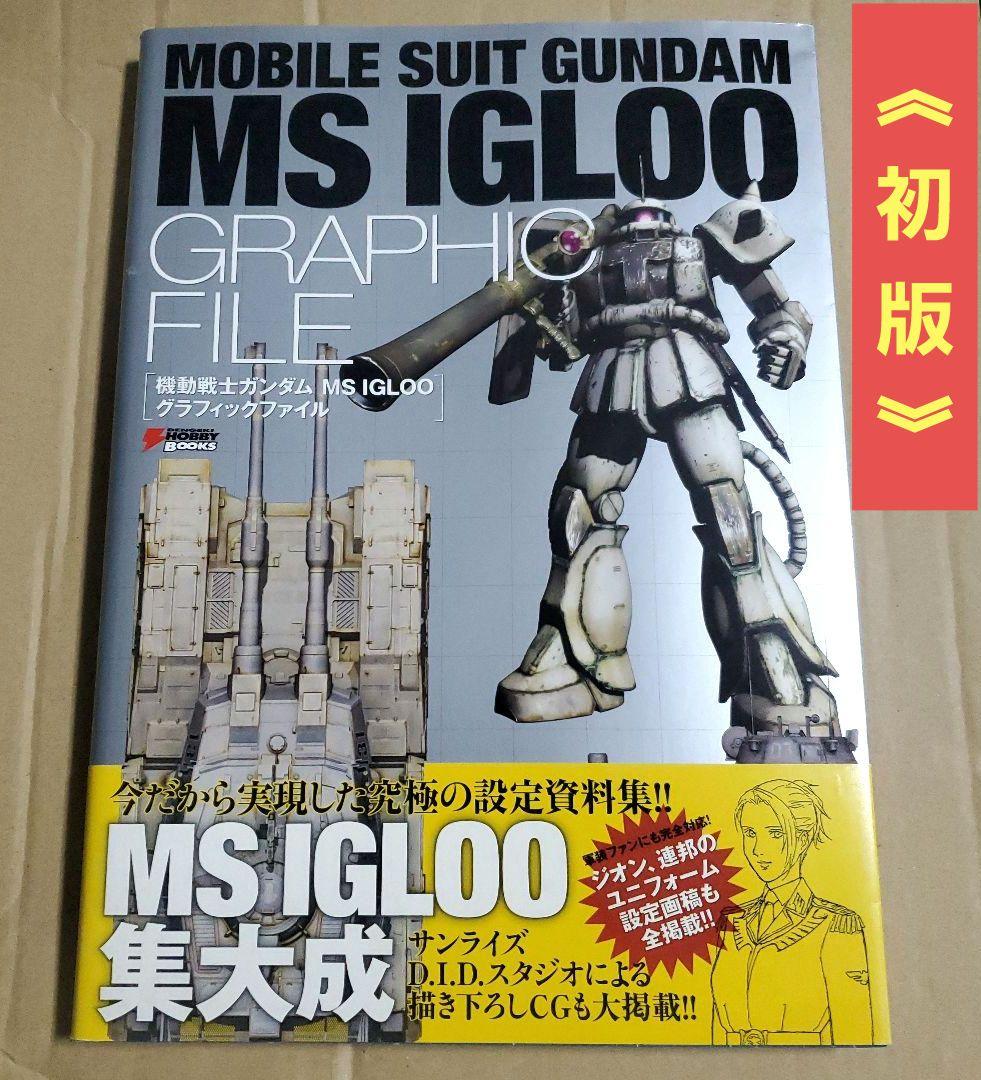 MOBILE SUIT GUNDAM
MS IGLOO
GRAPHIC
FILE
機動戦士ガンダム MS IGLOO
グラフィックファイル
DENGEKI
HOBBY
BOOKS
《初版》
今だから実現した究極の設定資料集!!
MS IGLOO
集大成
サンライズ
D.I.D.スタジオによる
描き下ろしCGも大掲載!!
軍装ファンにも完全対応!
ジオン、連邦の
ユニフォーム
設定画稿も
全掲載!!